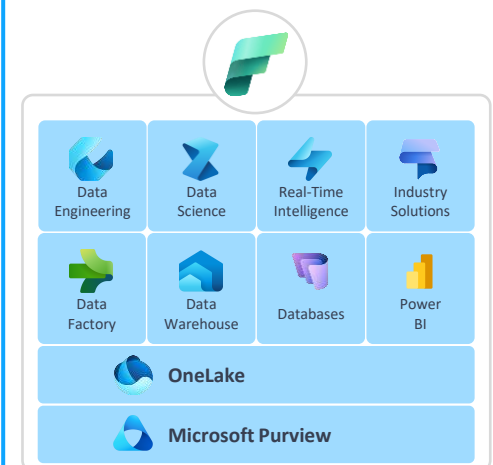 Data
Engineering
Data
Science
Real-Time
Intelligence
Industry
Solutions
Data
Factory
Data
Warehouse
Databases
Power
BI
OneLake
Microsoft Purview